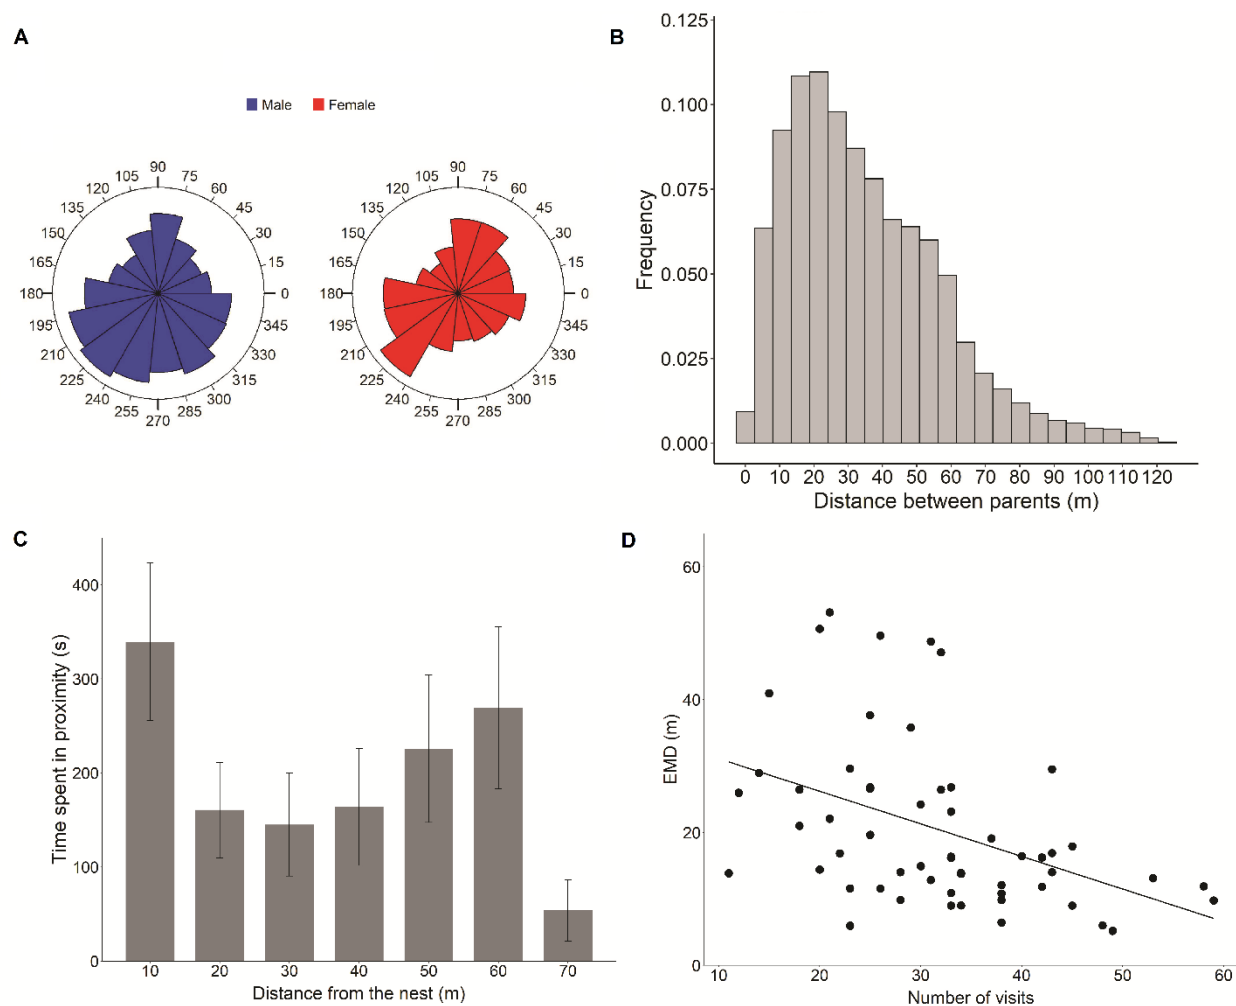 A
Male Female
90
105 75
120 60
135 45
150 30
165 15
180 0
195 345
210 330
225 315
240 300
255 285
270
90
105 75
120 60
135 45
150 30
165 15
180 0
195 345
210 330
225 315
240 300
255 285
270
B
0.125
0.100
0.075
0.050
0.025
0.000
Frequency
0 10 20 30 40 50 60 70 80 90 100 110 120
Distance between parents (m)
C
400
300
200
100
0
Time spent in proximity (s)
10 20 30 40 50 60 70
Distance from the nest (m)
D
60
40
20
0
EMD (m)
10 20 30 40 50 60
Number of visits